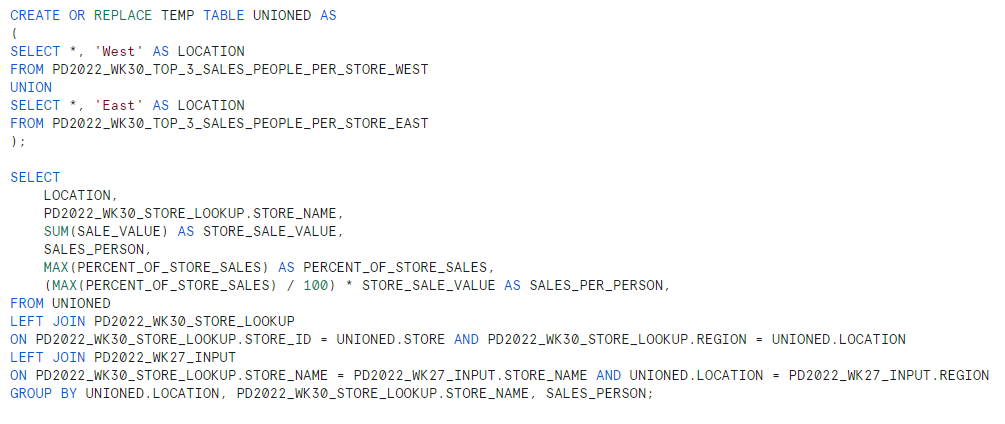 CREATE OR REPLACE TEMP TABLE UNIONED AS
(
SELECT *, 'West' AS LOCATION
FROM PD2022_WK30_TOP_3_SALES_PEOPLE_PER_STORE_WEST
UNION
SELECT *, 'East' AS LOCATION
FROM PD2022_WK30_TOP_3_SALES_PEOPLE_PER_STORE_EAST
);

SELECT
    LOCATION,
    PD2022_WK30_STORE_LOOKUP.STORE_NAME,
    SUM(SALE_VALUE) AS STORE_SALE_VALUE,
    SALES_PERSON,
    MAX(PERCENT_OF_STORE_SALES) AS PERCENT_OF_STORE_SALES,
    (MAX(PERCENT_OF_STORE_SALES) / 100) * STORE_SALE_VALUE AS SALES_PER_PERSON,
FROM UNIONED
LEFT JOIN PD2022_WK30_STORE_LOOKUP
ON PD2022_WK30_STORE_LOOKUP.STORE_ID = UNIONED.STORE AND PD2022_WK30_STORE_LOOKUP.REGION = UNIONED.LOCATION
LEFT JOIN PD2022_WK27_INPUT
ON PD2022_WK30_STORE_LOOKUP.STORE_NAME = PD2022_WK27_INPUT.STORE_NAME AND UNIONED.LOCATION = PD2022_WK27_INPUT.REGION
GROUP BY UNIONED.LOCATION, PD2022_WK30_STORE_LOOKUP.STORE_NAME, SALES_PERSON;